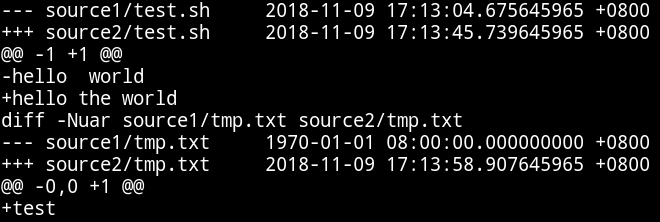 --- source1/test.sh     2018-11-09 17:13:04.675645965 +0800
+++ source2/test.sh     2018-11-09 17:13:45.739645965 +0800
@@ -1 +1 @@
-hello  world
+hello the world
diff -Nuar source1/tmp.txt source2/tmp.txt
--- source1/tmp.txt     1970-01-01 08:00:00.000000000 +0800
+++ source2/tmp.txt     2018-11-09 17:13:58.907645965 +0800
@@ -0,0 +1 @@
+test